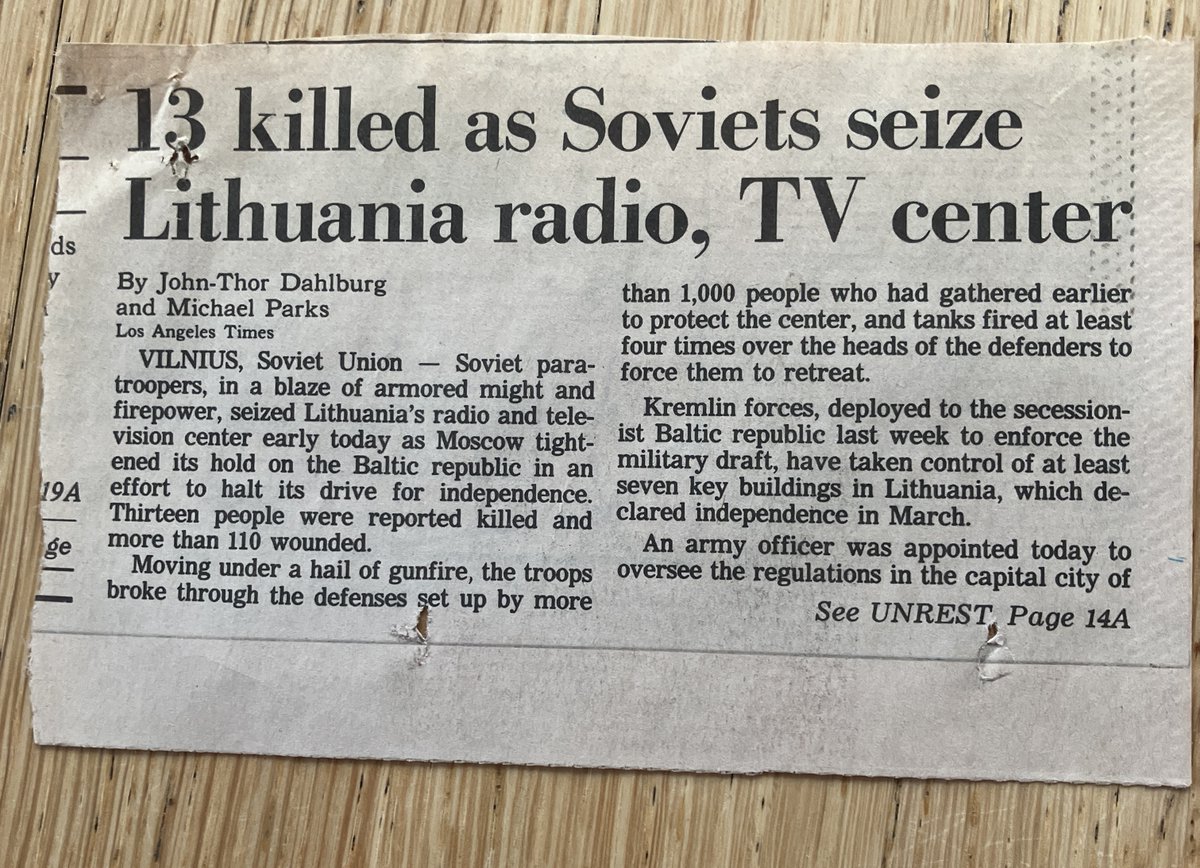 13 killed as Soviets seize
Lithuania radio, TV center
ds
y
19A
ge
By John-Thor Dahlburg
and Michael Parks
Los Angeles Times
VILNIUS, Soviet Union — Soviet para-
troopers, in a blaze of armored might and
firepower, seized Lithuania's radio and tele-
vision center early today as Moscow tight-
ened its hold on the Baltic republic in an
effort to halt its drive for independence.
Thirteen people were reported killed and
more than 110 wounded.
Moving under a hail of gunfire, the troops
broke through the defenses set up by more
than 1,000 people who had gathered earlier
to protect the center, and tanks fired at least
four times over the heads of the defenders to
force them to retreat.
Kremlin forces, deployed to the secession-
ist Baltic republic last week to enforce the
military draft, have taken control of at least
seven key buildings in Lithuania, which de-
clared independence in March.
An army officer was appointed today to
oversee the regulations in the capital city of
See UNREST, Page 14A